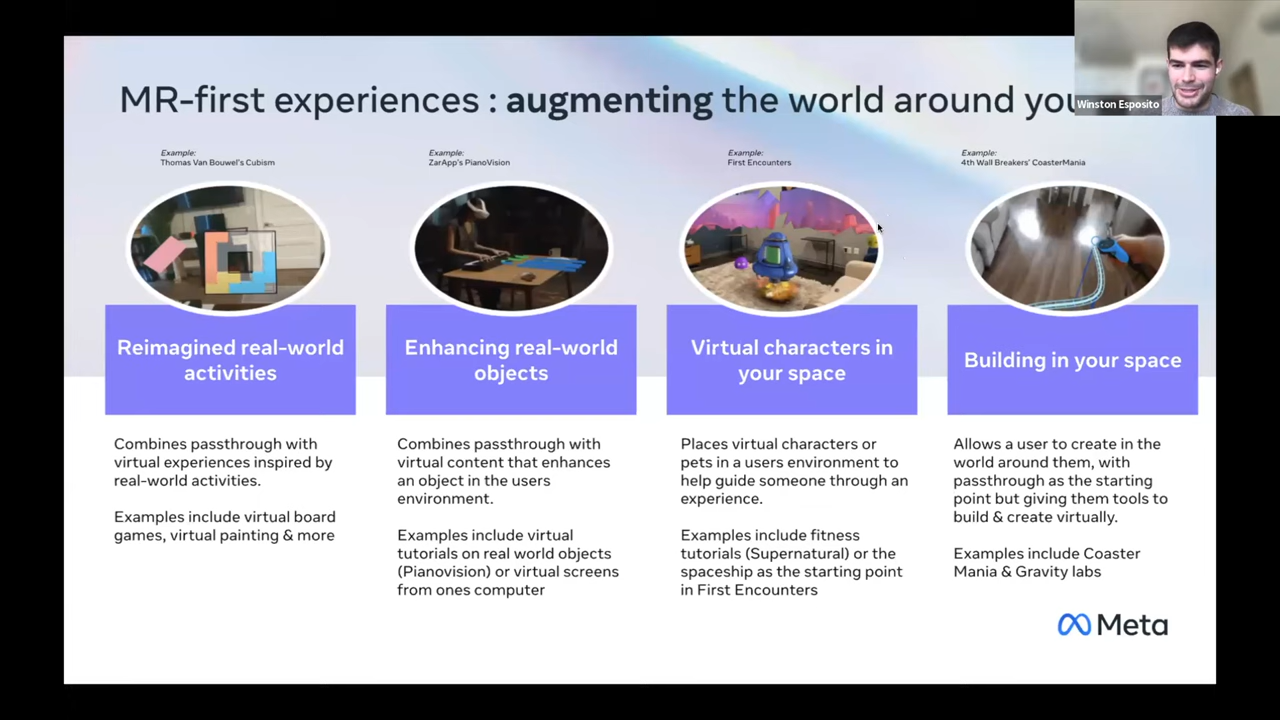 MR-first experiences : augmenting the world around you
Winston Esposito
Example:
Thomas Van Bouwel's Cubism
Example:
ZarApp's PianoVision
Example:
First Encounters
Example:
4th Wall Breakers' CoasterMania
Reimagined real-world
activities
Enhancing real-world
objects
Virtual characters in
your space
Building in your space
Combines passthrough with
virtual experiences inspired by
real-world activities.
Examples include virtual board
games, virtual painting & more
Combines passthrough with
virtual content that enhances
an object in the users
environment.
Examples include virtual
tutorials on real world objects
(Pianovision) or virtual screens
from ones computer
Places virtual characters or
pets in a users environment to
help guide someone through an
experience.
Examples include fitness
tutorials (Supernatural) or the
spaceship as the starting point
in First Encounters
Allows a user to create in the
world around them, with
passthrough as the starting
point but giving them tools to
build & create virtually.
Examples include Coaster
Mania & Gravity labs
Meta